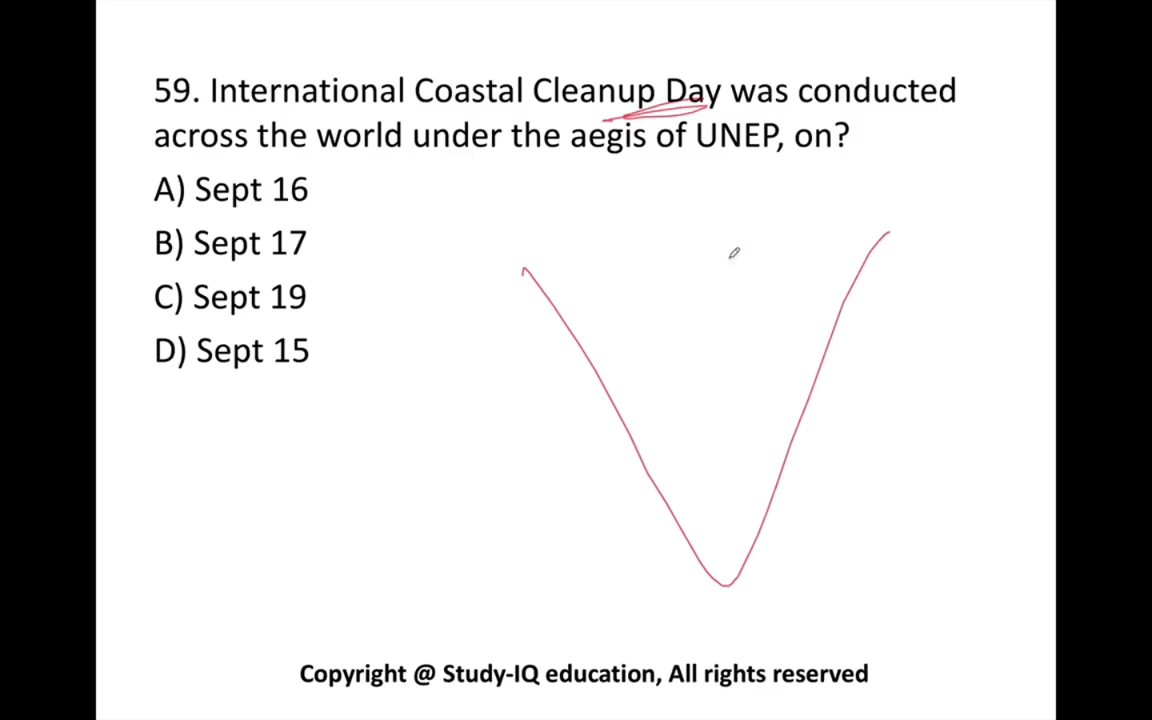 59. International Coastal Cleanup Day was conducted
across the world under the aegis of UNEP, on?
A) Sept 16
B) Sept 17
C) Sept 19
D) Sept 15
Copyright @ Study-IQ education, All rights reserved